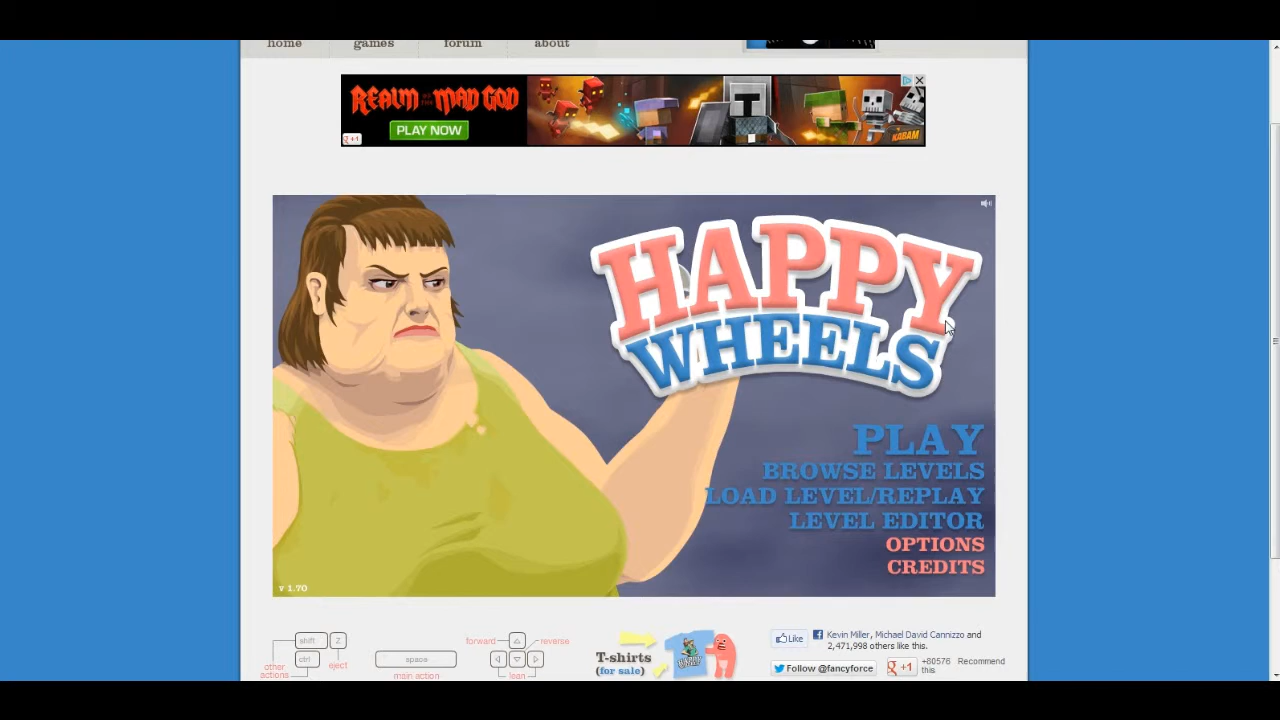 home games forum about
REALM OF THE MAD GOD
PLAY NOW
g +1
KABAM
HAPPY
WHEELS
PLAY
BROWSE LEVELS
LOAD LEVEL/REPLAY
LEVEL EDITOR
OPTIONS
CREDITS
v 1.70
shift Z
ctrl
other
actions
eject
space
main action
forward
reverse
lean
T-shirts
(for sale)
Like
Kevin Miller, Michael David Cannizzo and
2,471,998 others like this.
Follow @fancyforce
g +1
+80576 Recommend
this